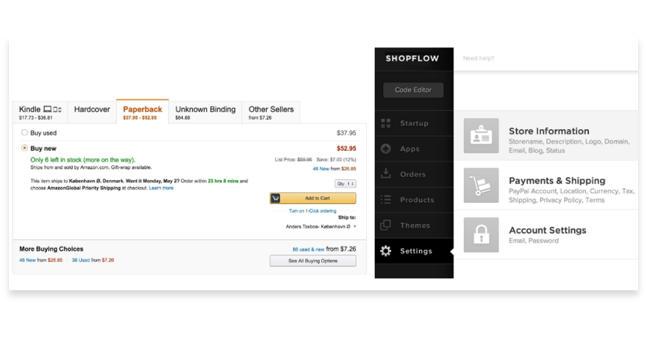 Kindle
$17.73 - $36.81
Hardcover
Paperback
$37.95 - $52.95
Unknown Binding
$64.88
Other Sellers
from $7.26
Buy used
$37.95
Buy new
$52.95
Only 6 left in stock (more on the way).
Ships from and sold by Amazon.com. Gift-wrap available.
List Price: $59.95 Save: $7.00 (12%)
46 New from $26.85
This item ships to København Ø, Denmark. Want it Monday, May 2? Order within 23 hrs 8 mins and
choose AmazonGlobal Priority Shipping at checkout. Learn more
Qty: 1
Add to Cart
Turn on 1-Click ordering
Ship to:
Anders Toxboe- København Ø
More Buying Choices
46 New from $26.85 38 Used from $7.26
86 used & new from $7.26
See All Buying Options
SHOPFLOW
Code Editor
Startup
Apps
Orders
Products
Themes
Settings
Need help?
Store Information
Storename, Description, Logo, Domain,
Email, Blog, Status
Payments & Shipping
PayPal Account, Location, Currency, Tax,
Shipping, Privacy Policy, Terms
Account Settings
Email, Password